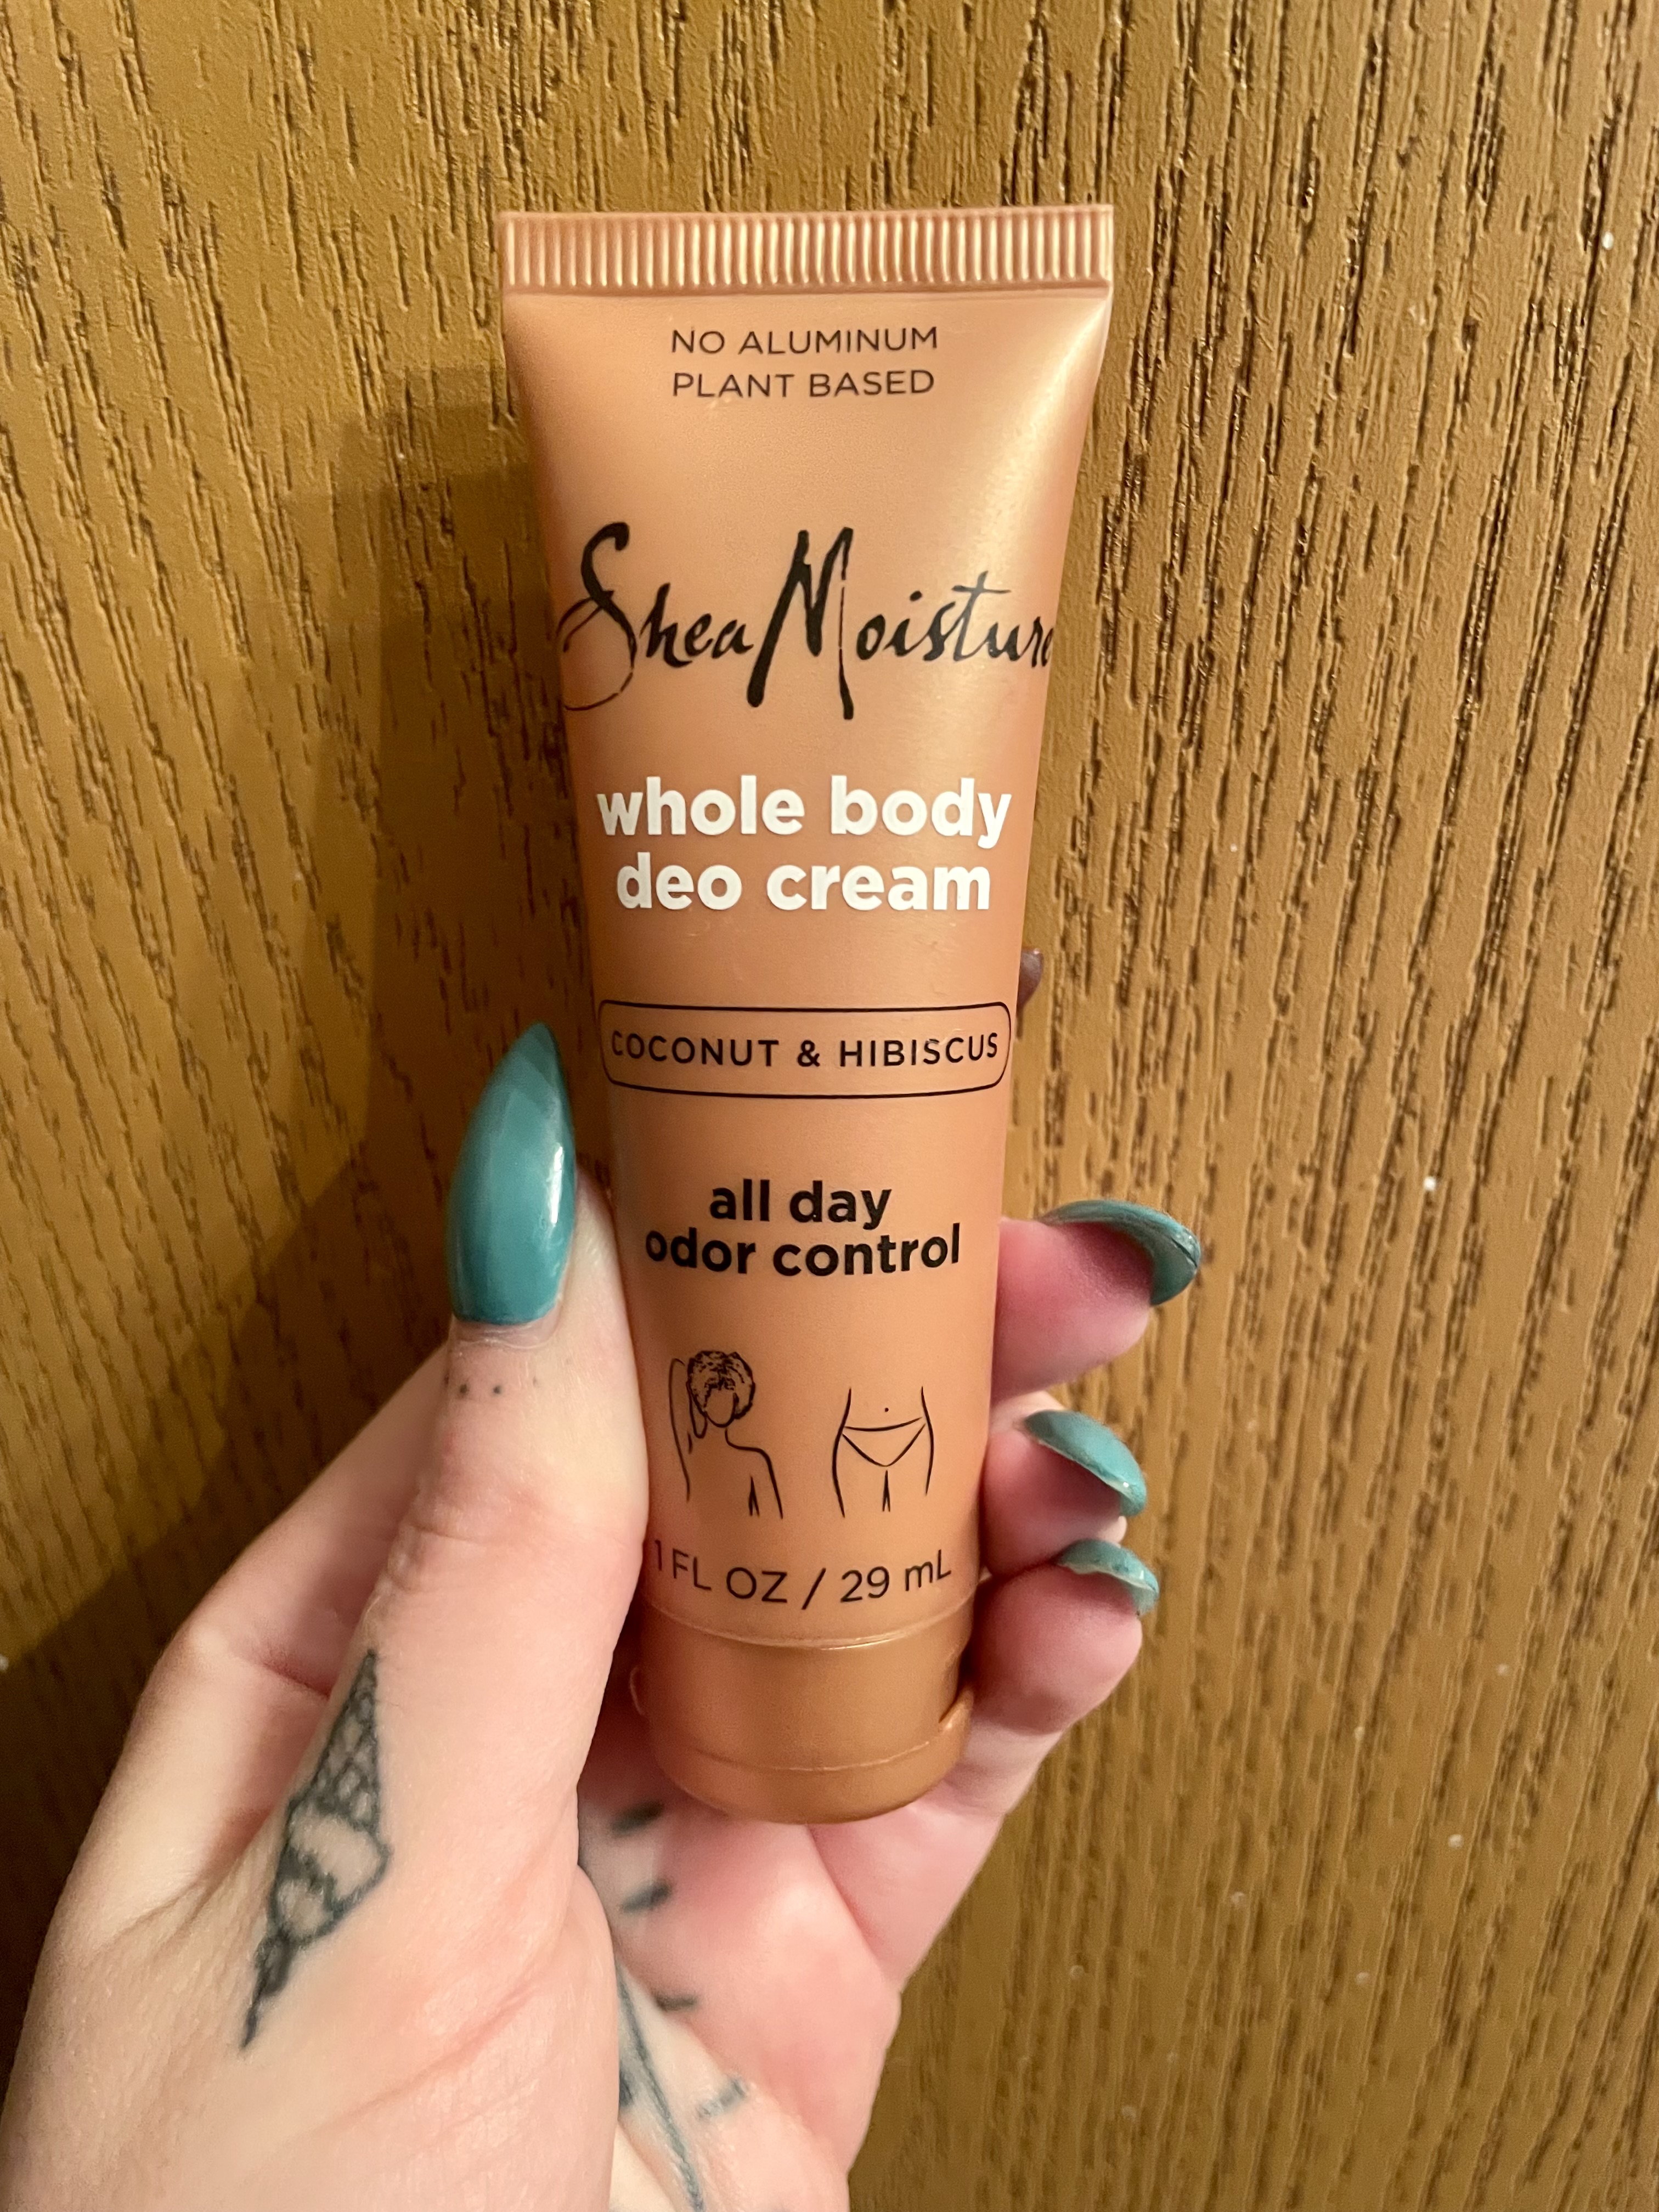 NO ALUMINUM
PLANT BASED
SheaMoisture
whole body
deo cream
COCONUT & HIBISCUS
all day
odor control
1 FL OZ / 29 mL